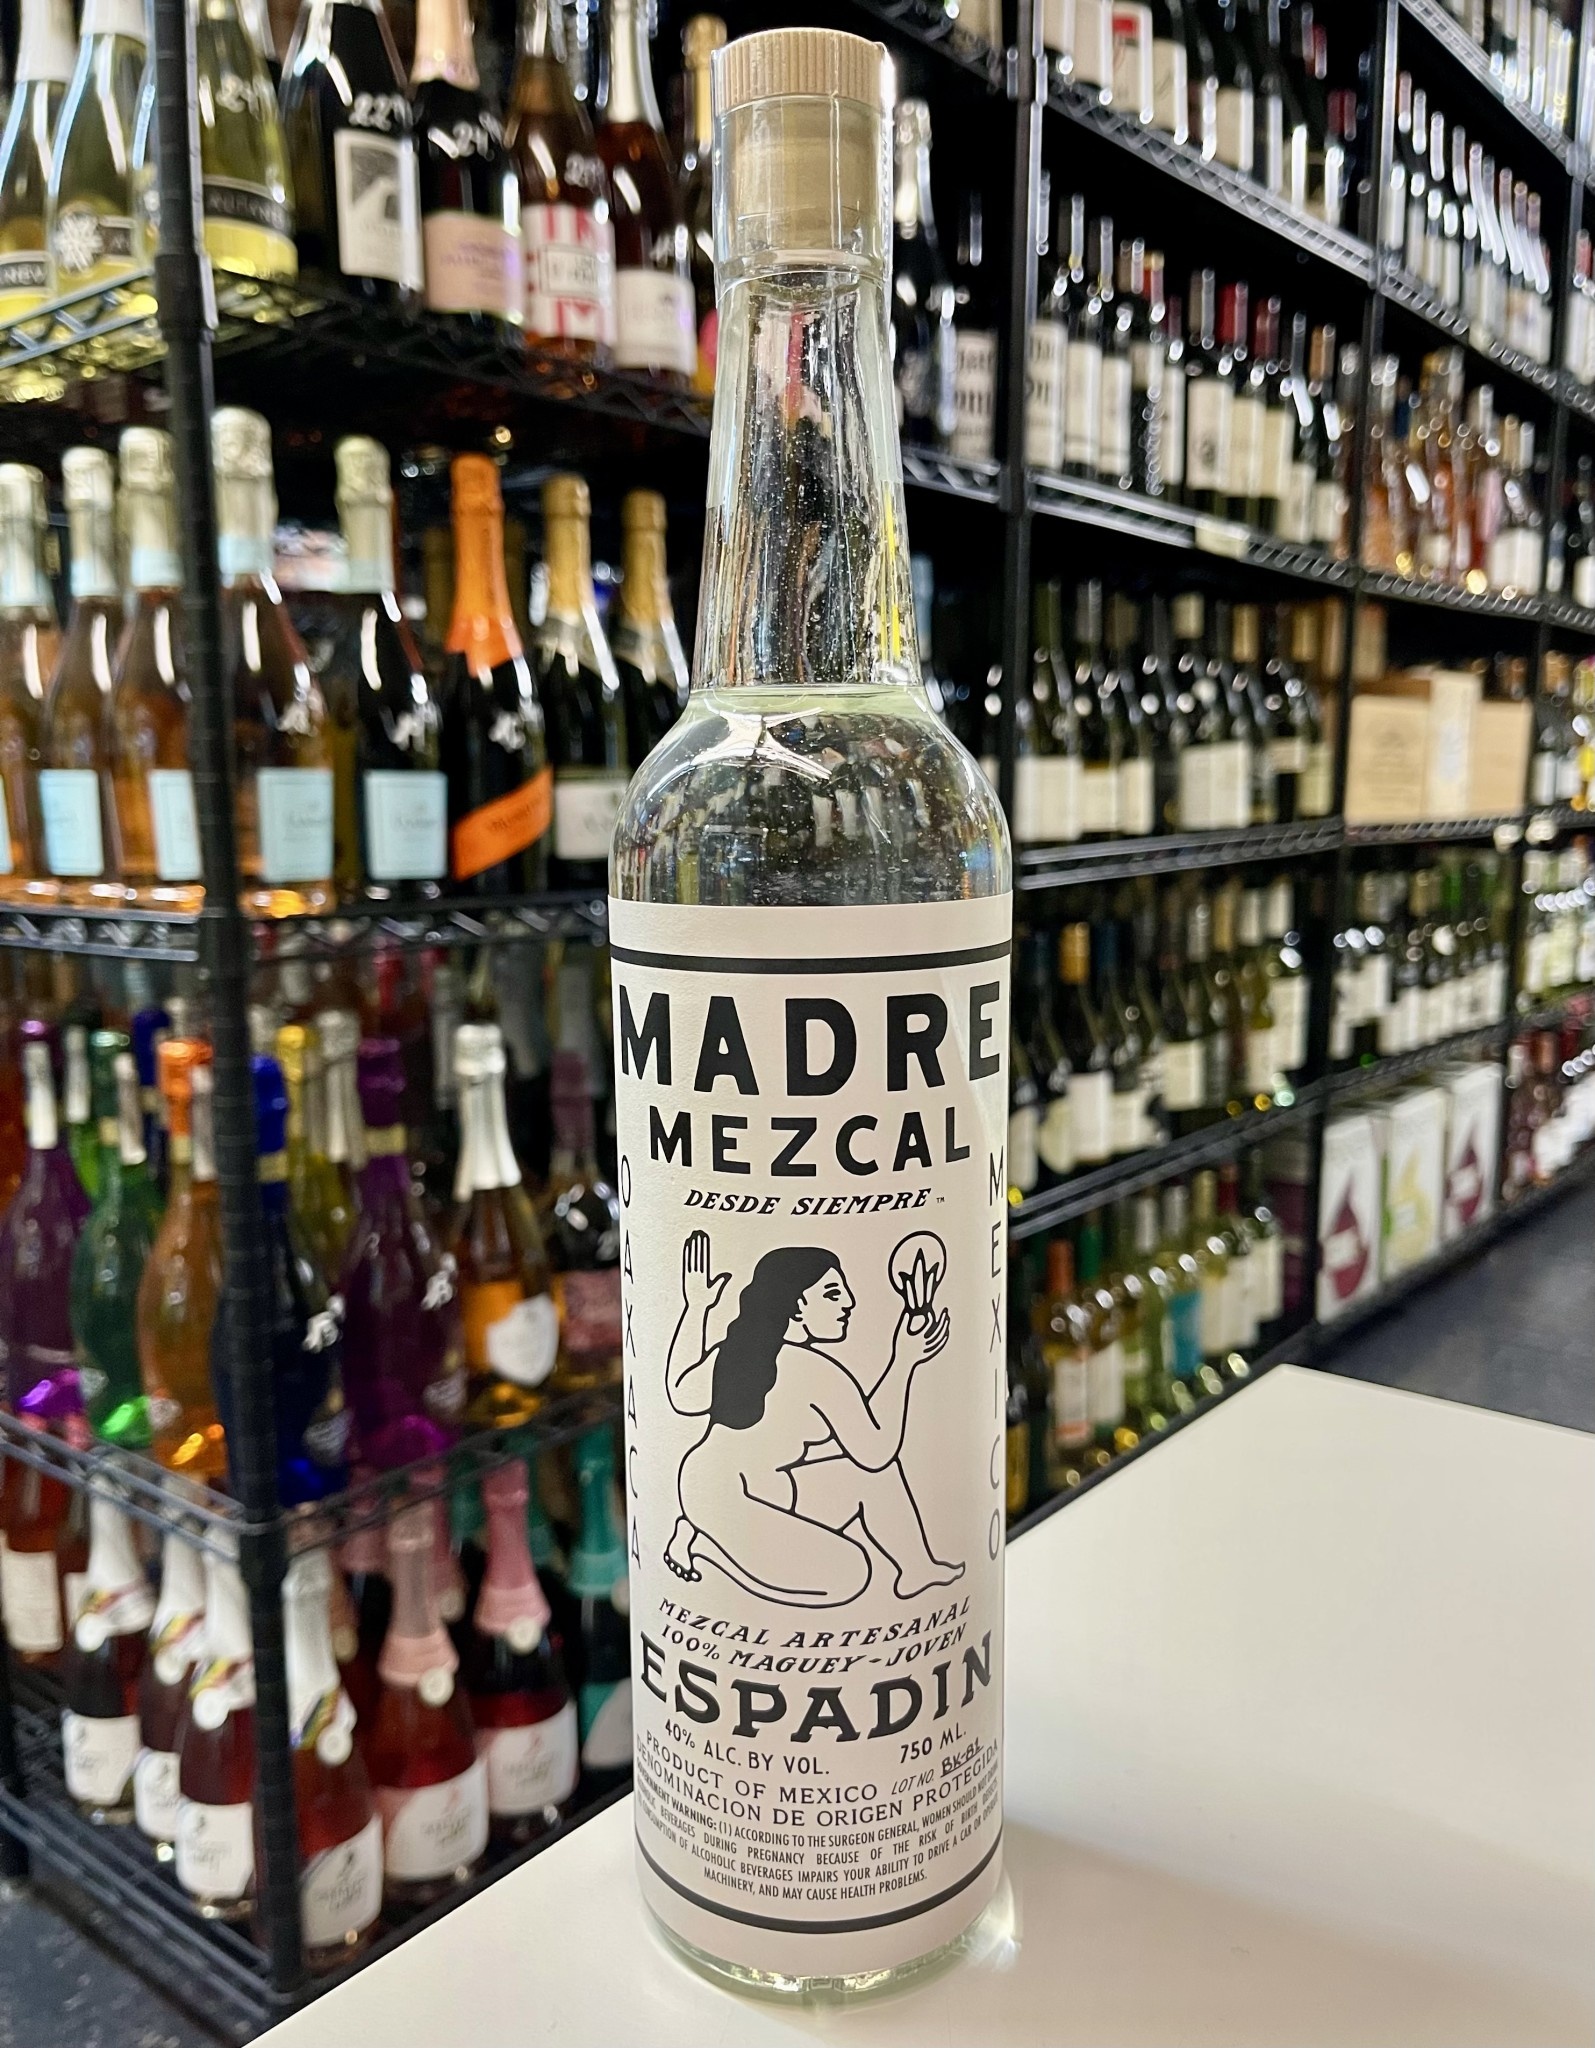 MADRE
MEZCAL
DESDE SIEMPRE™
OAXACA
MEXICO
MEZCAL ARTESANAL
100% MAGUEY - JOVEN
ESPADIN
40% ALC. BY VOL.
750 ML.
PRODUCT OF MEXICO
LOT NO. BK-82
DENOMINACION DE ORIGEN PROTEGIDA
GOVERNMENT WARNING: (1) ACCORDING TO THE SURGEON GENERAL, WOMEN SHOULD NOT DRINK
BEVERAGES DURING PREGNANCY BECAUSE OF THE RISK OF BIRTH DEFECTS
CONSUMPTION OF ALCOHOLIC BEVERAGES IMPAIRS YOUR ABILITY TO DRIVE A CAR OR OPERATE
MACHINERY, AND MAY CAUSE HEALTH PROBLEMS.